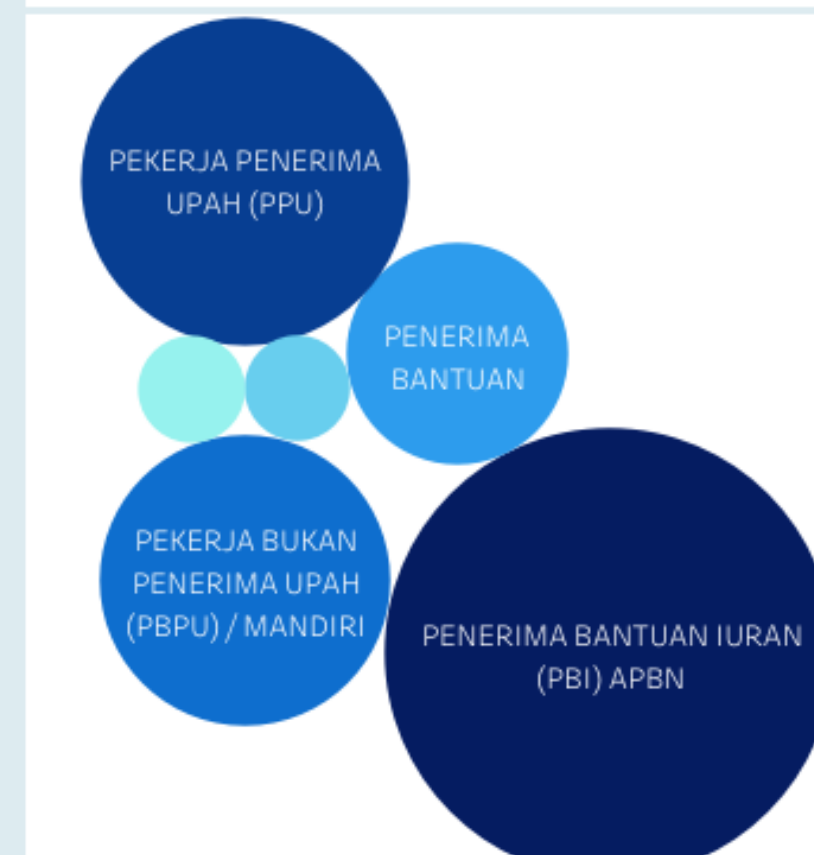 PEKERJA PENERIMA
UPAH (PPU)
PENERIMA
BANTUAN
PEKERJA BUKAN
PENERIMA UPAH
(PBPU) / MANDIRI
PENERIMA BANTUAN IURAN
(PBI) APBN